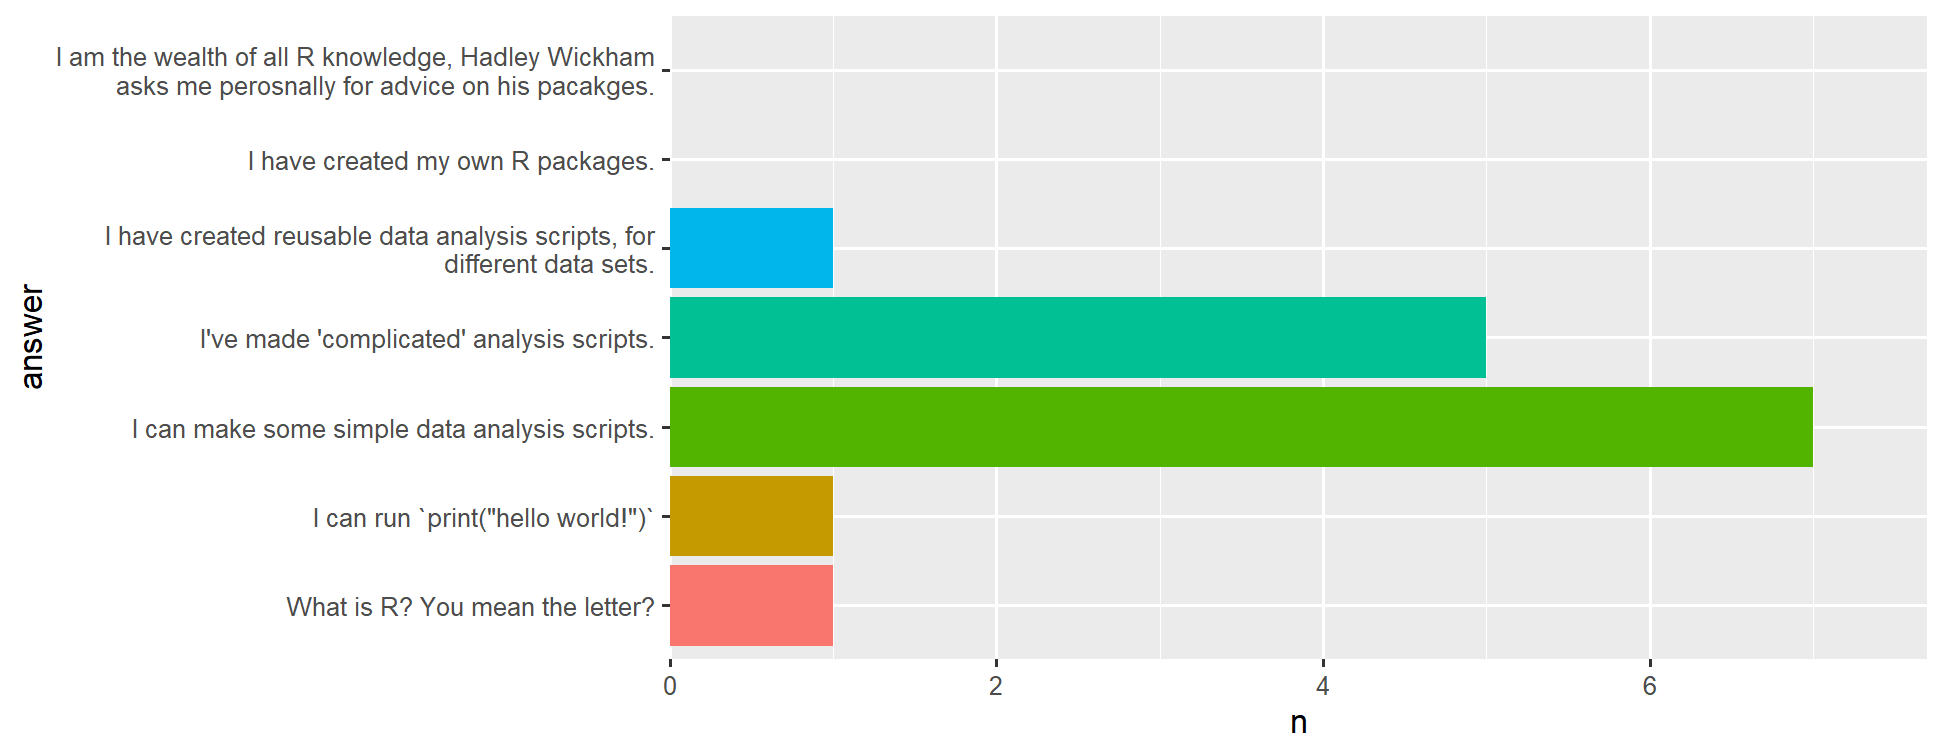 I am the wealth of all R knowledge, Hadley Wickham
asks me perosnally for advice on his pacakges.
I have created my own R packages.
I have created reusable data analysis scripts, for
different data sets.
I've made 'complicated' analysis scripts.
I can make some simple data analysis scripts.
I can run `print("hello world!")`
What is R? You mean the letter?
answer
0 2 4 6
n